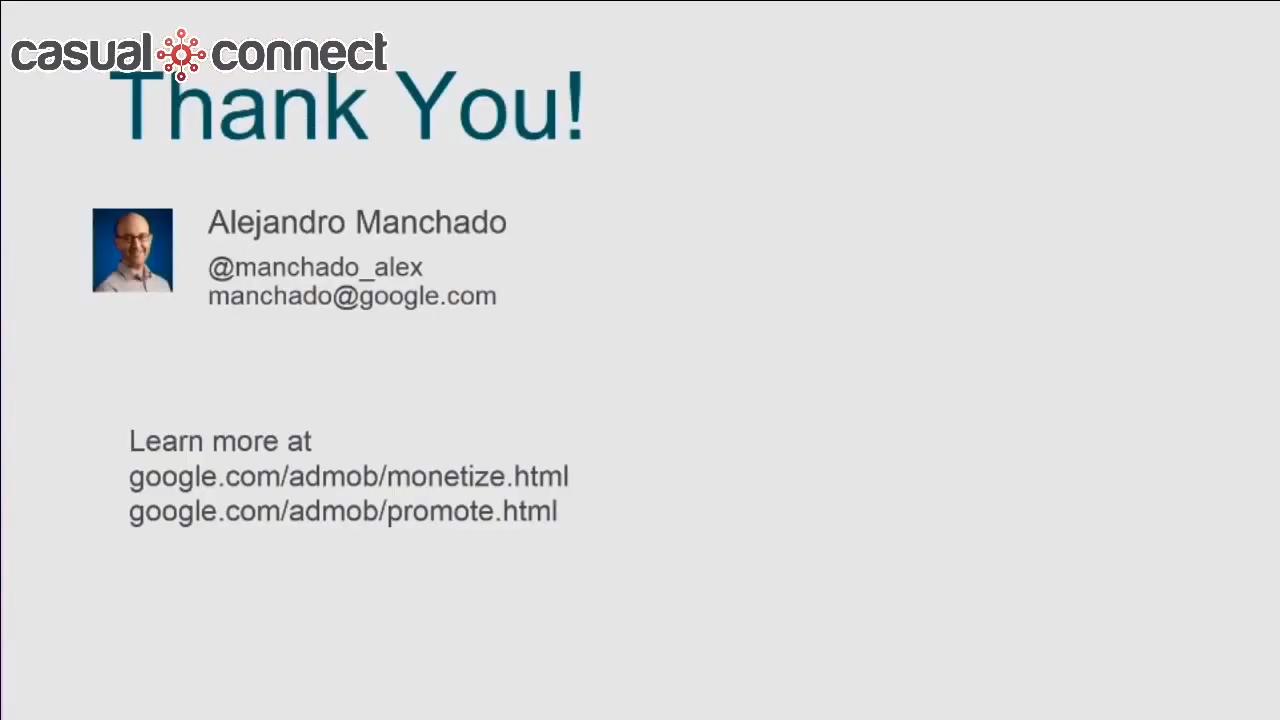 casual connect
Thank You!
Alejandro Manchado
@manchado_alex
manchado@google.com
Learn more at
google.com/admob/monetize.html
google.com/admob/promote.html